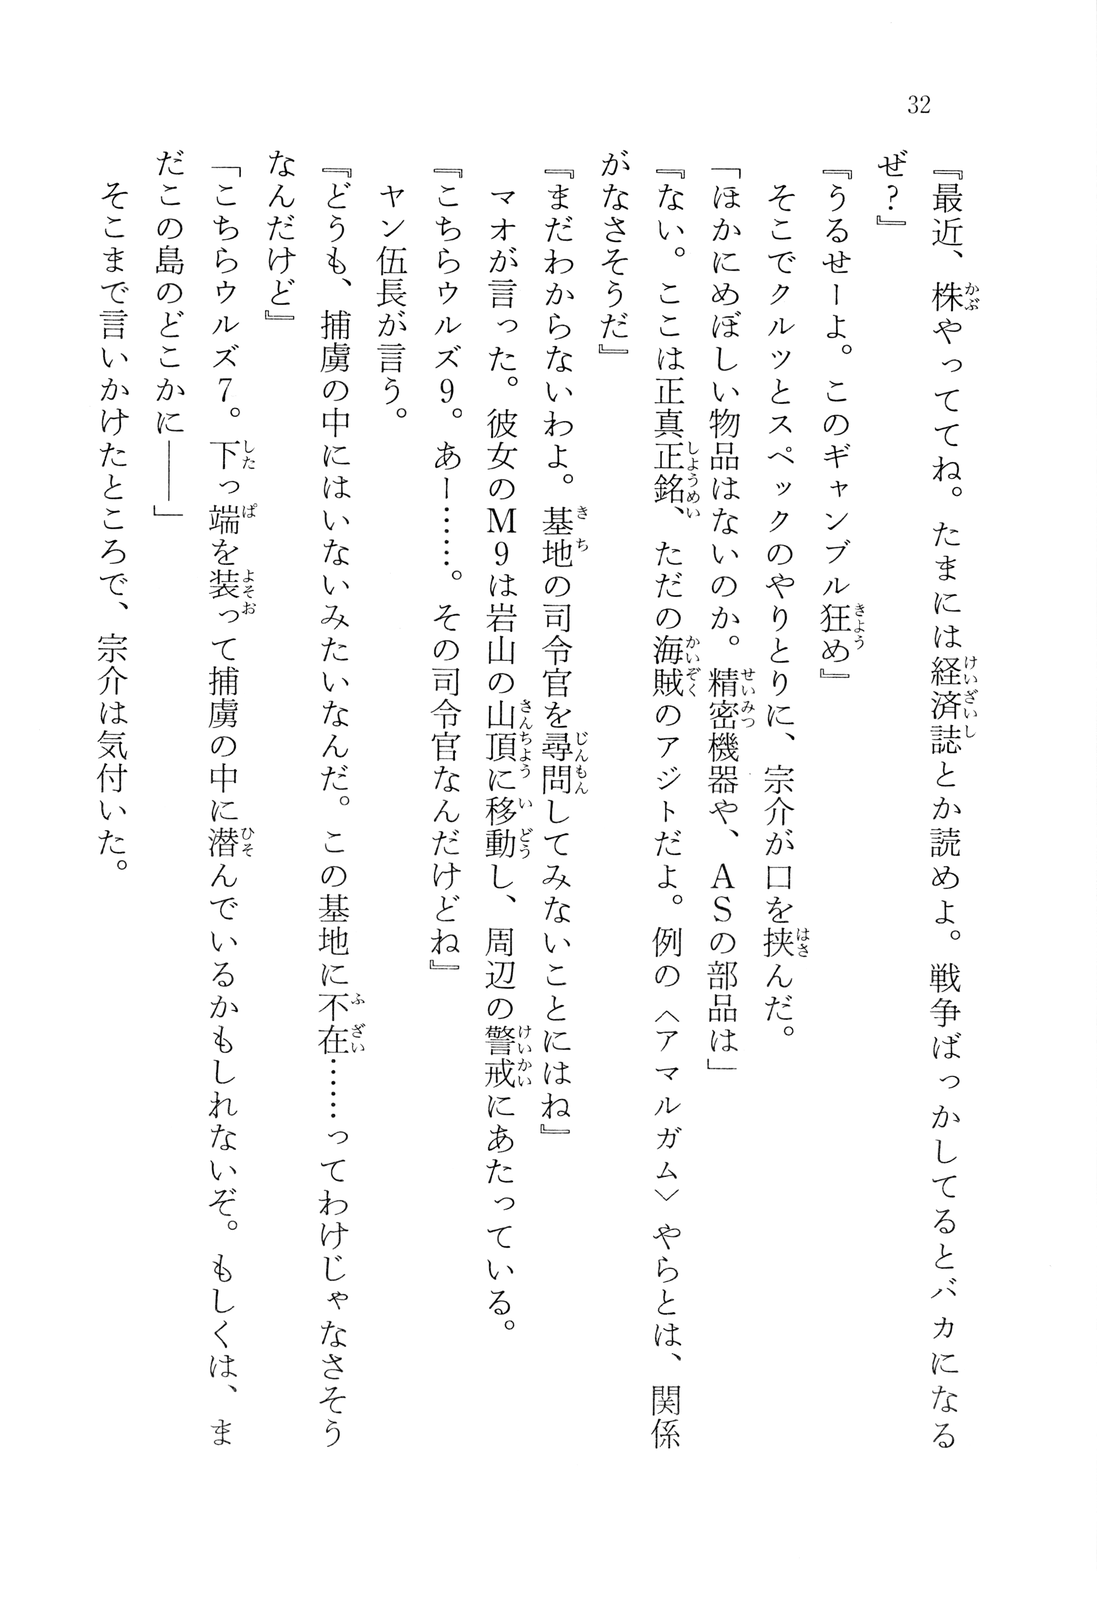 32
『最近、株やっててね。たまには経済誌とか読めよ。戦争ばっかしてるとバカになる
ぜ？』
『うるせーよ。このギャンブル狂め』
そこでクルツとスペックのやりとりに、宗介が口を挟んだ。
「ほかにめぼしい物品はないのか。精密機器や、ＡＳの部品は」
『ない。ここは正真正銘、ただの海賊のアジトだよ。例の〈アマルガム〉やらとは、関係
がなさそうだ』
『まだわからないわよ。基地の司令官を尋問してみないことにはね』
マオが言った。彼女のＭ９は岩山の山頂に移動し、周辺の警戒にあたっている。
『こちらウルズ９。あー……。その司令官なんだけどね』
ヤン伍長が言う。
『どうも、捕虜の中にはいないみたいなんだ。この基地に不在……ってわけじゃなさそう
なんだけど』
「こちらウルズ７。下っ端を装って捕虜の中に潜んでいるかもしれないぞ。もしくは、ま
だこの島のどこかに――」
そこまで言いかけたところで、宗介は気付いた。